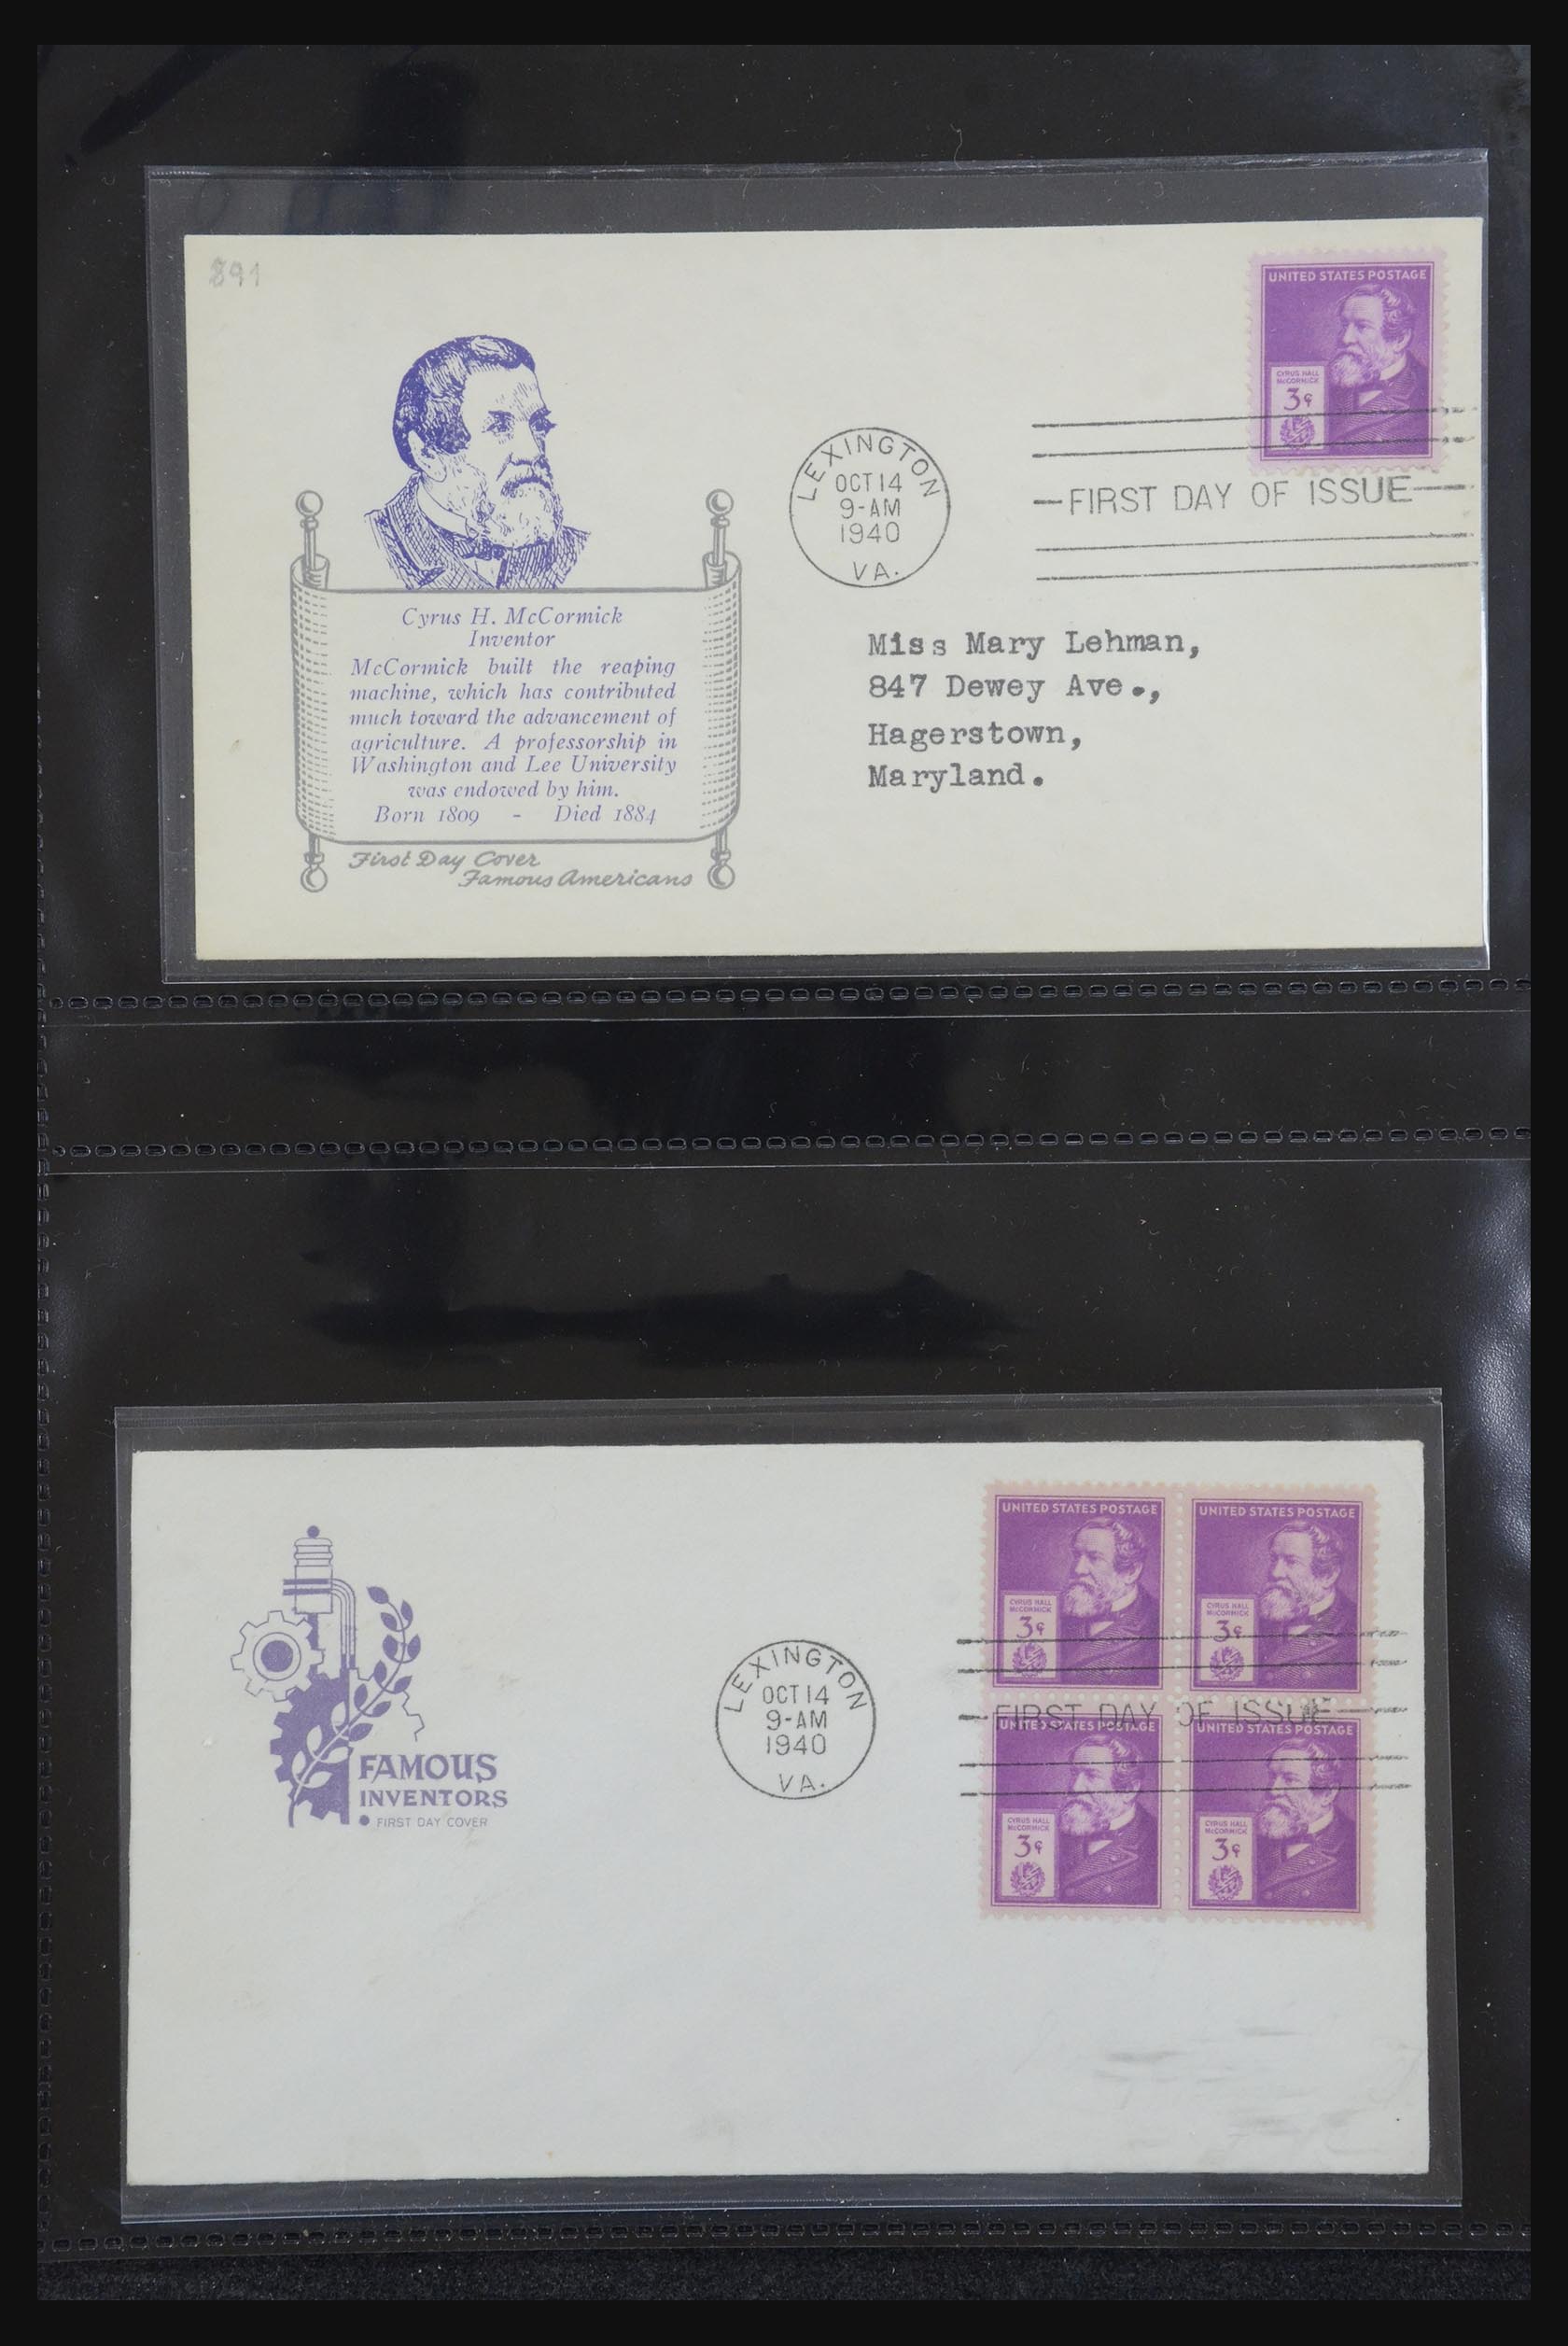 891
UNITED STATES POSTAGE
CYRUS HALL
McCORMICK
3¢
LEXINGTON
OCT 14
9-AM
1940
VA.
FIRST DAY OF ISSUE
Cyrus H. McCormick
Inventor
McCormick built the reaping
machine, which has contributed
much toward the advancement of
agriculture. A professorship in
Washington and Lee University
was endowed by him.
Born 1809 - Died 1884
First Day Cover
Famous Americans
Miss Mary Lehman,
847 Dewey Ave.,
Hagerstown,
Maryland.
FAMOUS
INVENTORS
FIRST DAY COVER
LEXINGTON
OCT 14
9-AM
1940
VA.
UNITED STATES POSTAGE
CYRUS HALL
McCORMICK
3¢
UNITED STATES POSTAGE
CYRUS HALL
McCORMICK
3¢
FIRST DAY OF ISSUE
UNITED STATES POSTAGE
CYRUS HALL
McCORMICK
3¢
UNITED STATES POSTAGE
CYRUS HALL
McCORMICK
3¢